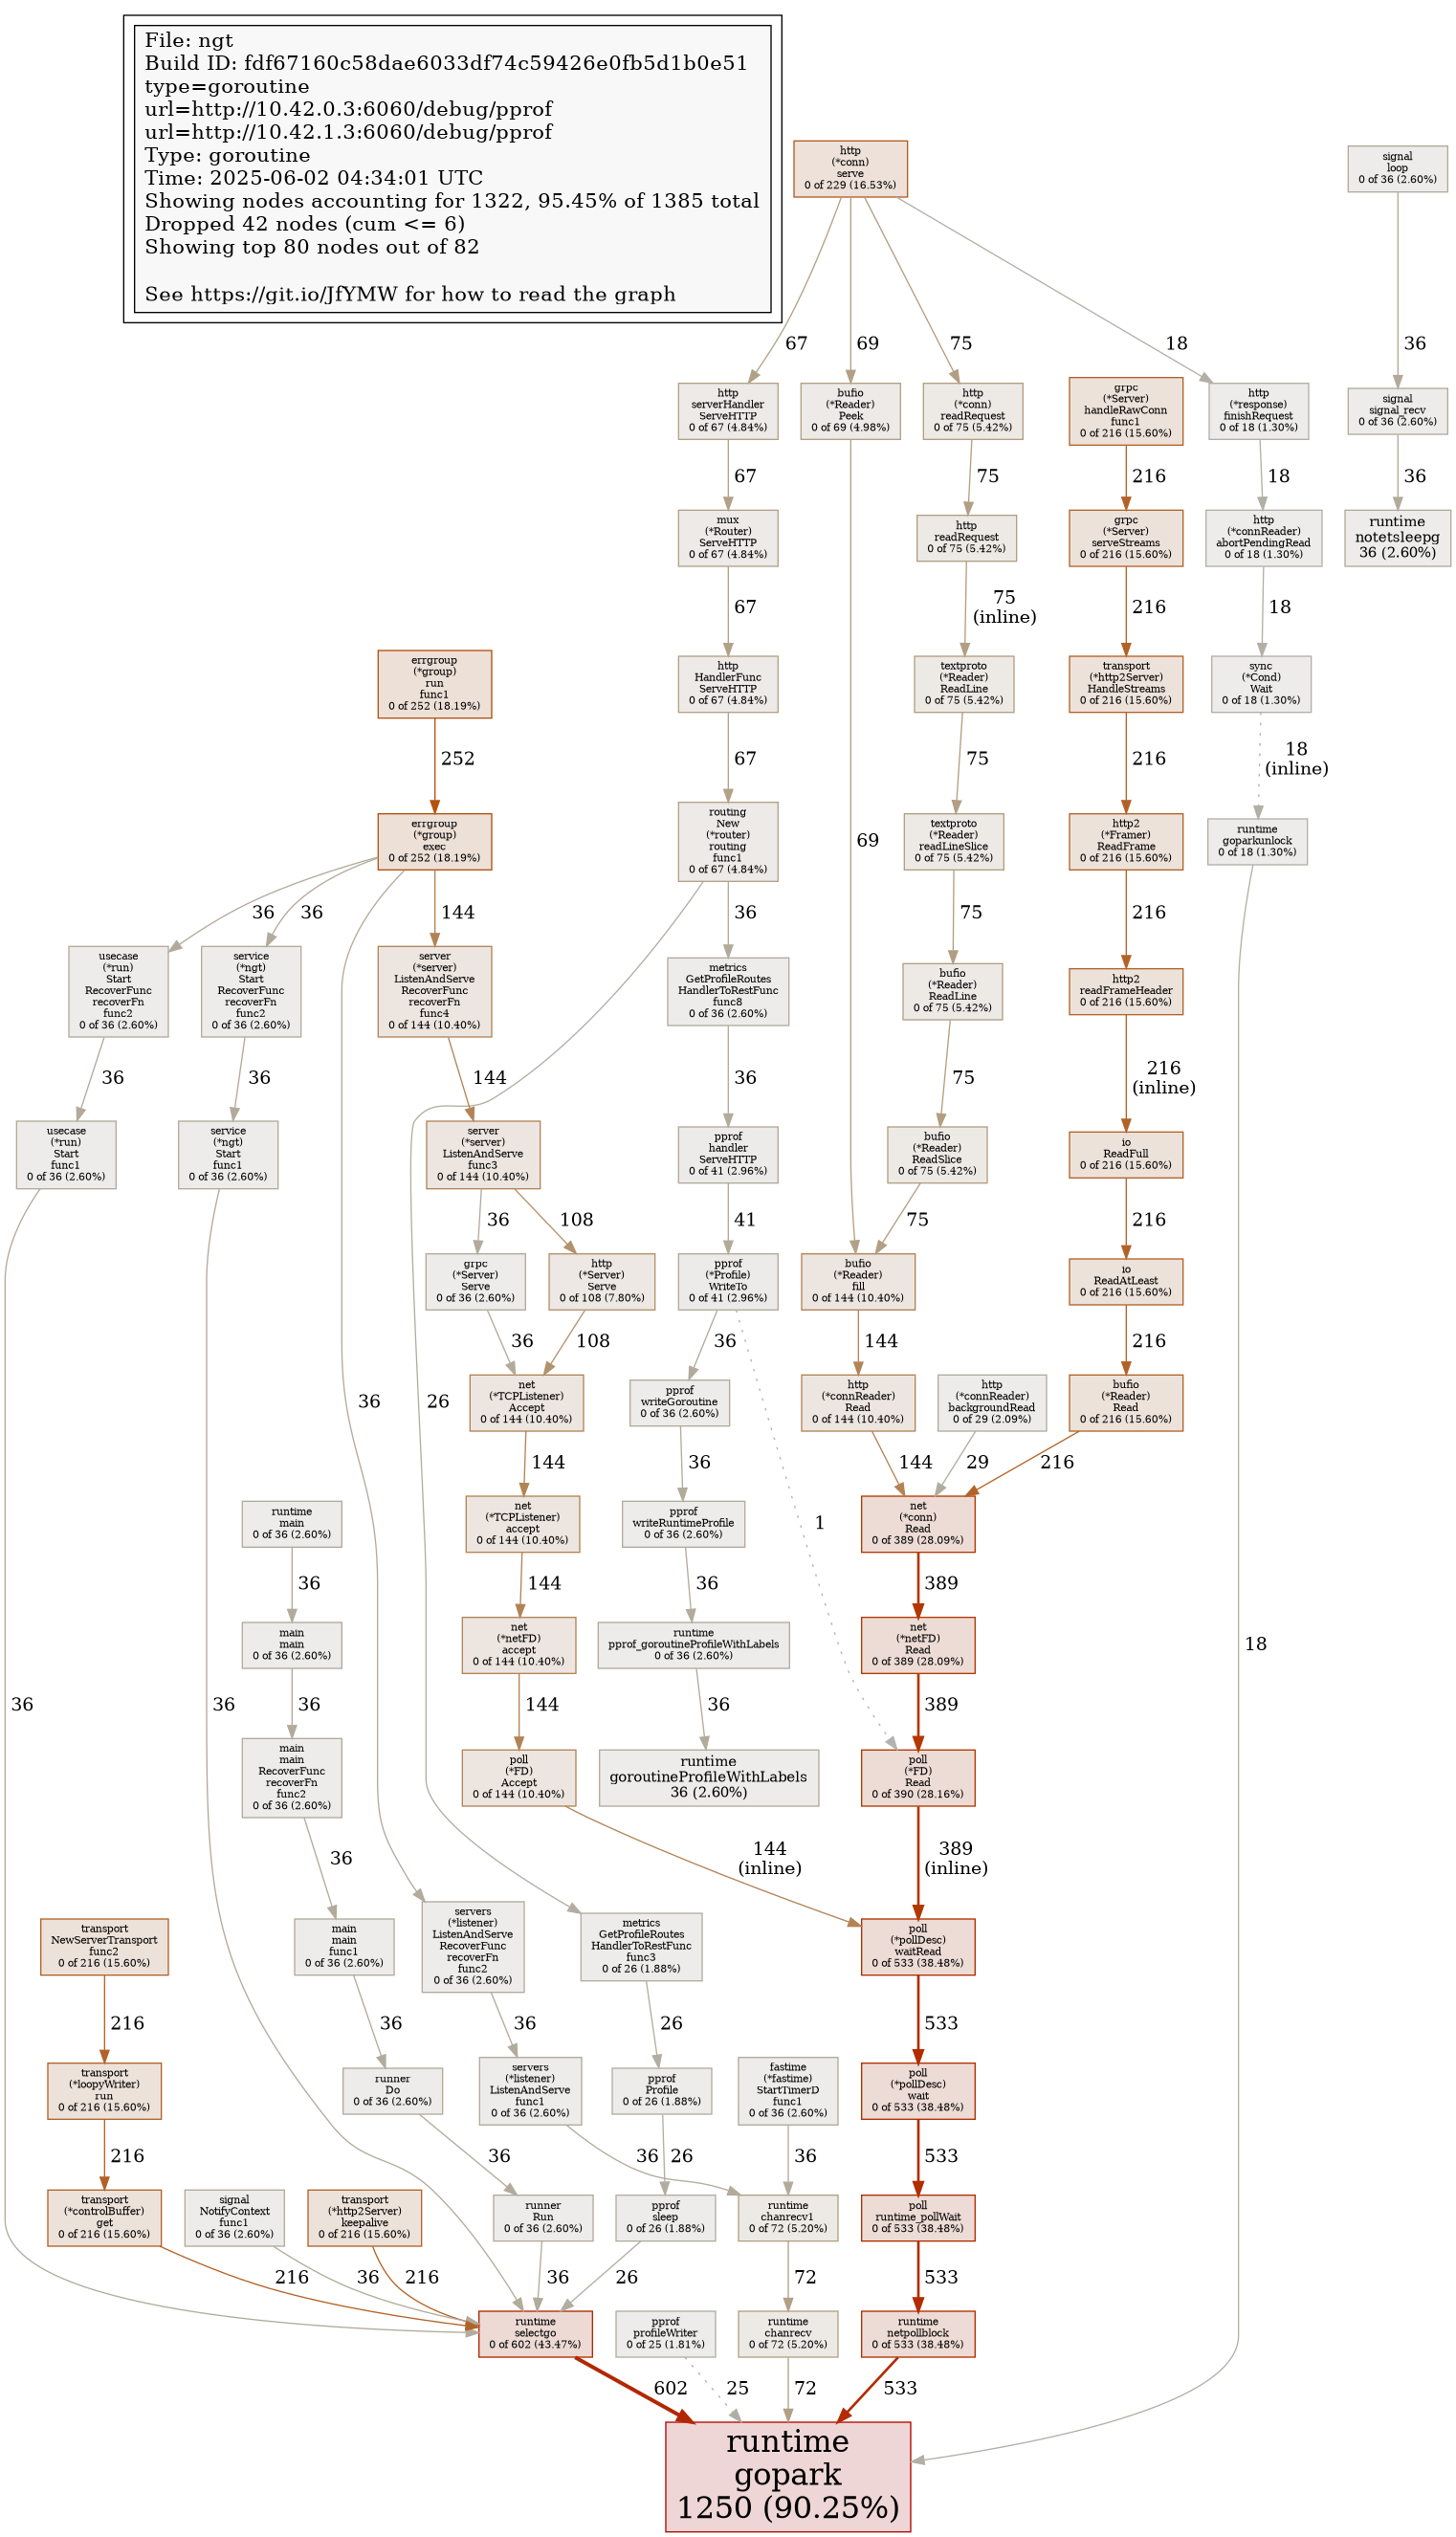 File: ngt
Build ID: fdf67160c58dae6033df74c59426e0fb5d1b0e51
type=goroutine
url=http://10.42.0.3:6060/debug/pprof
url=http://10.42.1.3:6060/debug/pprof
Type: goroutine
Time: 2025-06-02 04:34:01 UTC
Showing nodes accounting for 1322, 95.45% of 1385 total
Dropped 42 nodes (cum <= 6)
Showing top 80 nodes out of 82
See https://git.io/JfYMW for how to read the graph
http
(*conn)
serve
0 of 229 (16.53%)
signal
loop
0 of 36 (2.60%)
67
69
75
18
36
http
serverHandler
ServeHTTP
0 of 67 (4.84%)
bufio
(*Reader)
Peek
0 of 69 (4.98%)
http
(*conn)
readRequest
0 of 75 (5.42%)
grpc
(*Server)
handleRawConn
func1
0 of 216 (15.60%)
http
(*response)
finishRequest
0 of 18 (1.30%)
signal
signal_recv
0 of 36 (2.60%)
67
75
216
18
36
mux
(*Router)
ServeHTTP
0 of 67 (4.84%)
http
readRequest
0 of 75 (5.42%)
grpc
(*Server)
serveStreams
0 of 216 (15.60%)
http
(*connReader)
abortPendingRead
0 of 18 (1.30%)
runtime
notetsleepg
36 (2.60%)
67
75
(inline)
216
18
errgroup
(*group)
run
func1
0 of 252 (18.19%)
http
HandlerFunc
ServeHTTP
0 of 67 (4.84%)
textproto
(*Reader)
ReadLine
0 of 75 (5.42%)
transport
(*http2Server)
HandleStreams
0 of 216 (15.60%)
sync
(*Cond)
Wait
0 of 18 (1.30%)
252
67
75
216
18
(inline)
errgroup
(*group)
exec
0 of 252 (18.19%)
routing
New
(*router)
routing
func1
0 of 67 (4.84%)
69
textproto
(*Reader)
readLineSlice
0 of 75 (5.42%)
http2
(*Framer)
ReadFrame
0 of 216 (15.60%)
runtime
goparkunlock
0 of 18 (1.30%)
36
36
144
36
75
216
usecase
(*run)
Start
RecoverFunc
recoverFn
func2
0 of 36 (2.60%)
service
(*ngt)
Start
RecoverFunc
recoverFn
func2
0 of 36 (2.60%)
server
(*server)
ListenAndServe
RecoverFunc
recoverFn
func4
0 of 144 (10.40%)
metrics
GetProfileRoutes
HandlerToRestFunc
func8
0 of 36 (2.60%)
bufio
(*Reader)
ReadLine
0 of 75 (5.42%)
http2
readFrameHeader
0 of 216 (15.60%)
36
36
144
36
75
216
(inline)
usecase
(*run)
Start
func1
0 of 36 (2.60%)
service
(*ngt)
Start
func1
0 of 36 (2.60%)
server
(*server)
ListenAndServe
func3
0 of 144 (10.40%)
pprof
handler
ServeHTTP
0 of 41 (2.96%)
bufio
(*Reader)
ReadSlice
0 of 75 (5.42%)
io
ReadFull
0 of 216 (15.60%)
36
108
41
75
216
grpc
(*Server)
Serve
0 of 36 (2.60%)
http
(*Server)
Serve
0 of 108 (7.80%)
pprof
(*Profile)
WriteTo
0 of 41 (2.96%)
bufio
(*Reader)
fill
0 of 144 (10.40%)
io
ReadAtLeast
0 of 216 (15.60%)
36
108
36
144
216
36
26
net
(*TCPListener)
Accept
0 of 144 (10.40%)
pprof
writeGoroutine
0 of 36 (2.60%)
http
(*connReader)
Read
0 of 144 (10.40%)
http
(*connReader)
backgroundRead
0 of 29 (2.09%)
bufio
(*Reader)
Read
0 of 216 (15.60%)
144
36
144
29
216
runtime
main
0 of 36 (2.60%)
net
(*TCPListener)
accept
0 of 144 (10.40%)
pprof
writeRuntimeProfile
0 of 36 (2.60%)
1
net
(*conn)
Read
0 of 389 (28.09%)
36
144
36
389
main
main
0 of 36 (2.60%)
net
(*netFD)
accept
0 of 144 (10.40%)
runtime
pprof_goroutineProfileWithLabels
0 of 36 (2.60%)
net
(*netFD)
Read
0 of 389 (28.09%)
18
36
36
36
144
36
389
main
main
RecoverFunc
recoverFn
func2
0 of 36 (2.60%)
poll
(*FD)
Accept
0 of 144 (10.40%)
runtime
goroutineProfileWithLabels
36 (2.60%)
poll
(*FD)
Read
0 of 390 (28.16%)
36
144
(inline)
389
(inline)
transport
NewServerTransport
func2
0 of 216 (15.60%)
main
main
func1
0 of 36 (2.60%)
servers
(*listener)
ListenAndServe
RecoverFunc
recoverFn
func2
0 of 36 (2.60%)
metrics
GetProfileRoutes
HandlerToRestFunc
func3
0 of 26 (1.88%)
poll
(*pollDesc)
waitRead
0 of 533 (38.48%)
216
36
36
26
533
transport
(*loopyWriter)
run
0 of 216 (15.60%)
runner
Do
0 of 36 (2.60%)
servers
(*listener)
ListenAndServe
func1
0 of 36 (2.60%)
pprof
Profile
0 of 26 (1.88%)
fastime
(*fastime)
StartTimerD
func1
0 of 36 (2.60%)
poll
(*pollDesc)
wait
0 of 533 (38.48%)
216
36
36
26
36
533
transport
(*controlBuffer)
get
0 of 216 (15.60%)
signal
NotifyContext
func1
0 of 36 (2.60%)
transport
(*http2Server)
keepalive
0 of 216 (15.60%)
runner
Run
0 of 36 (2.60%)
pprof
sleep
0 of 26 (1.88%)
runtime
chanrecv1
0 of 72 (5.20%)
poll
runtime_pollWait
0 of 533 (38.48%)
216
36
216
36
26
72
533
runtime
selectgo
0 of 602 (43.47%)
pprof
profileWriter
0 of 25 (1.81%)
runtime
chanrecv
0 of 72 (5.20%)
runtime
netpollblock
0 of 533 (38.48%)
602
25
72
533
runtime
gopark
1250 (90.25%)